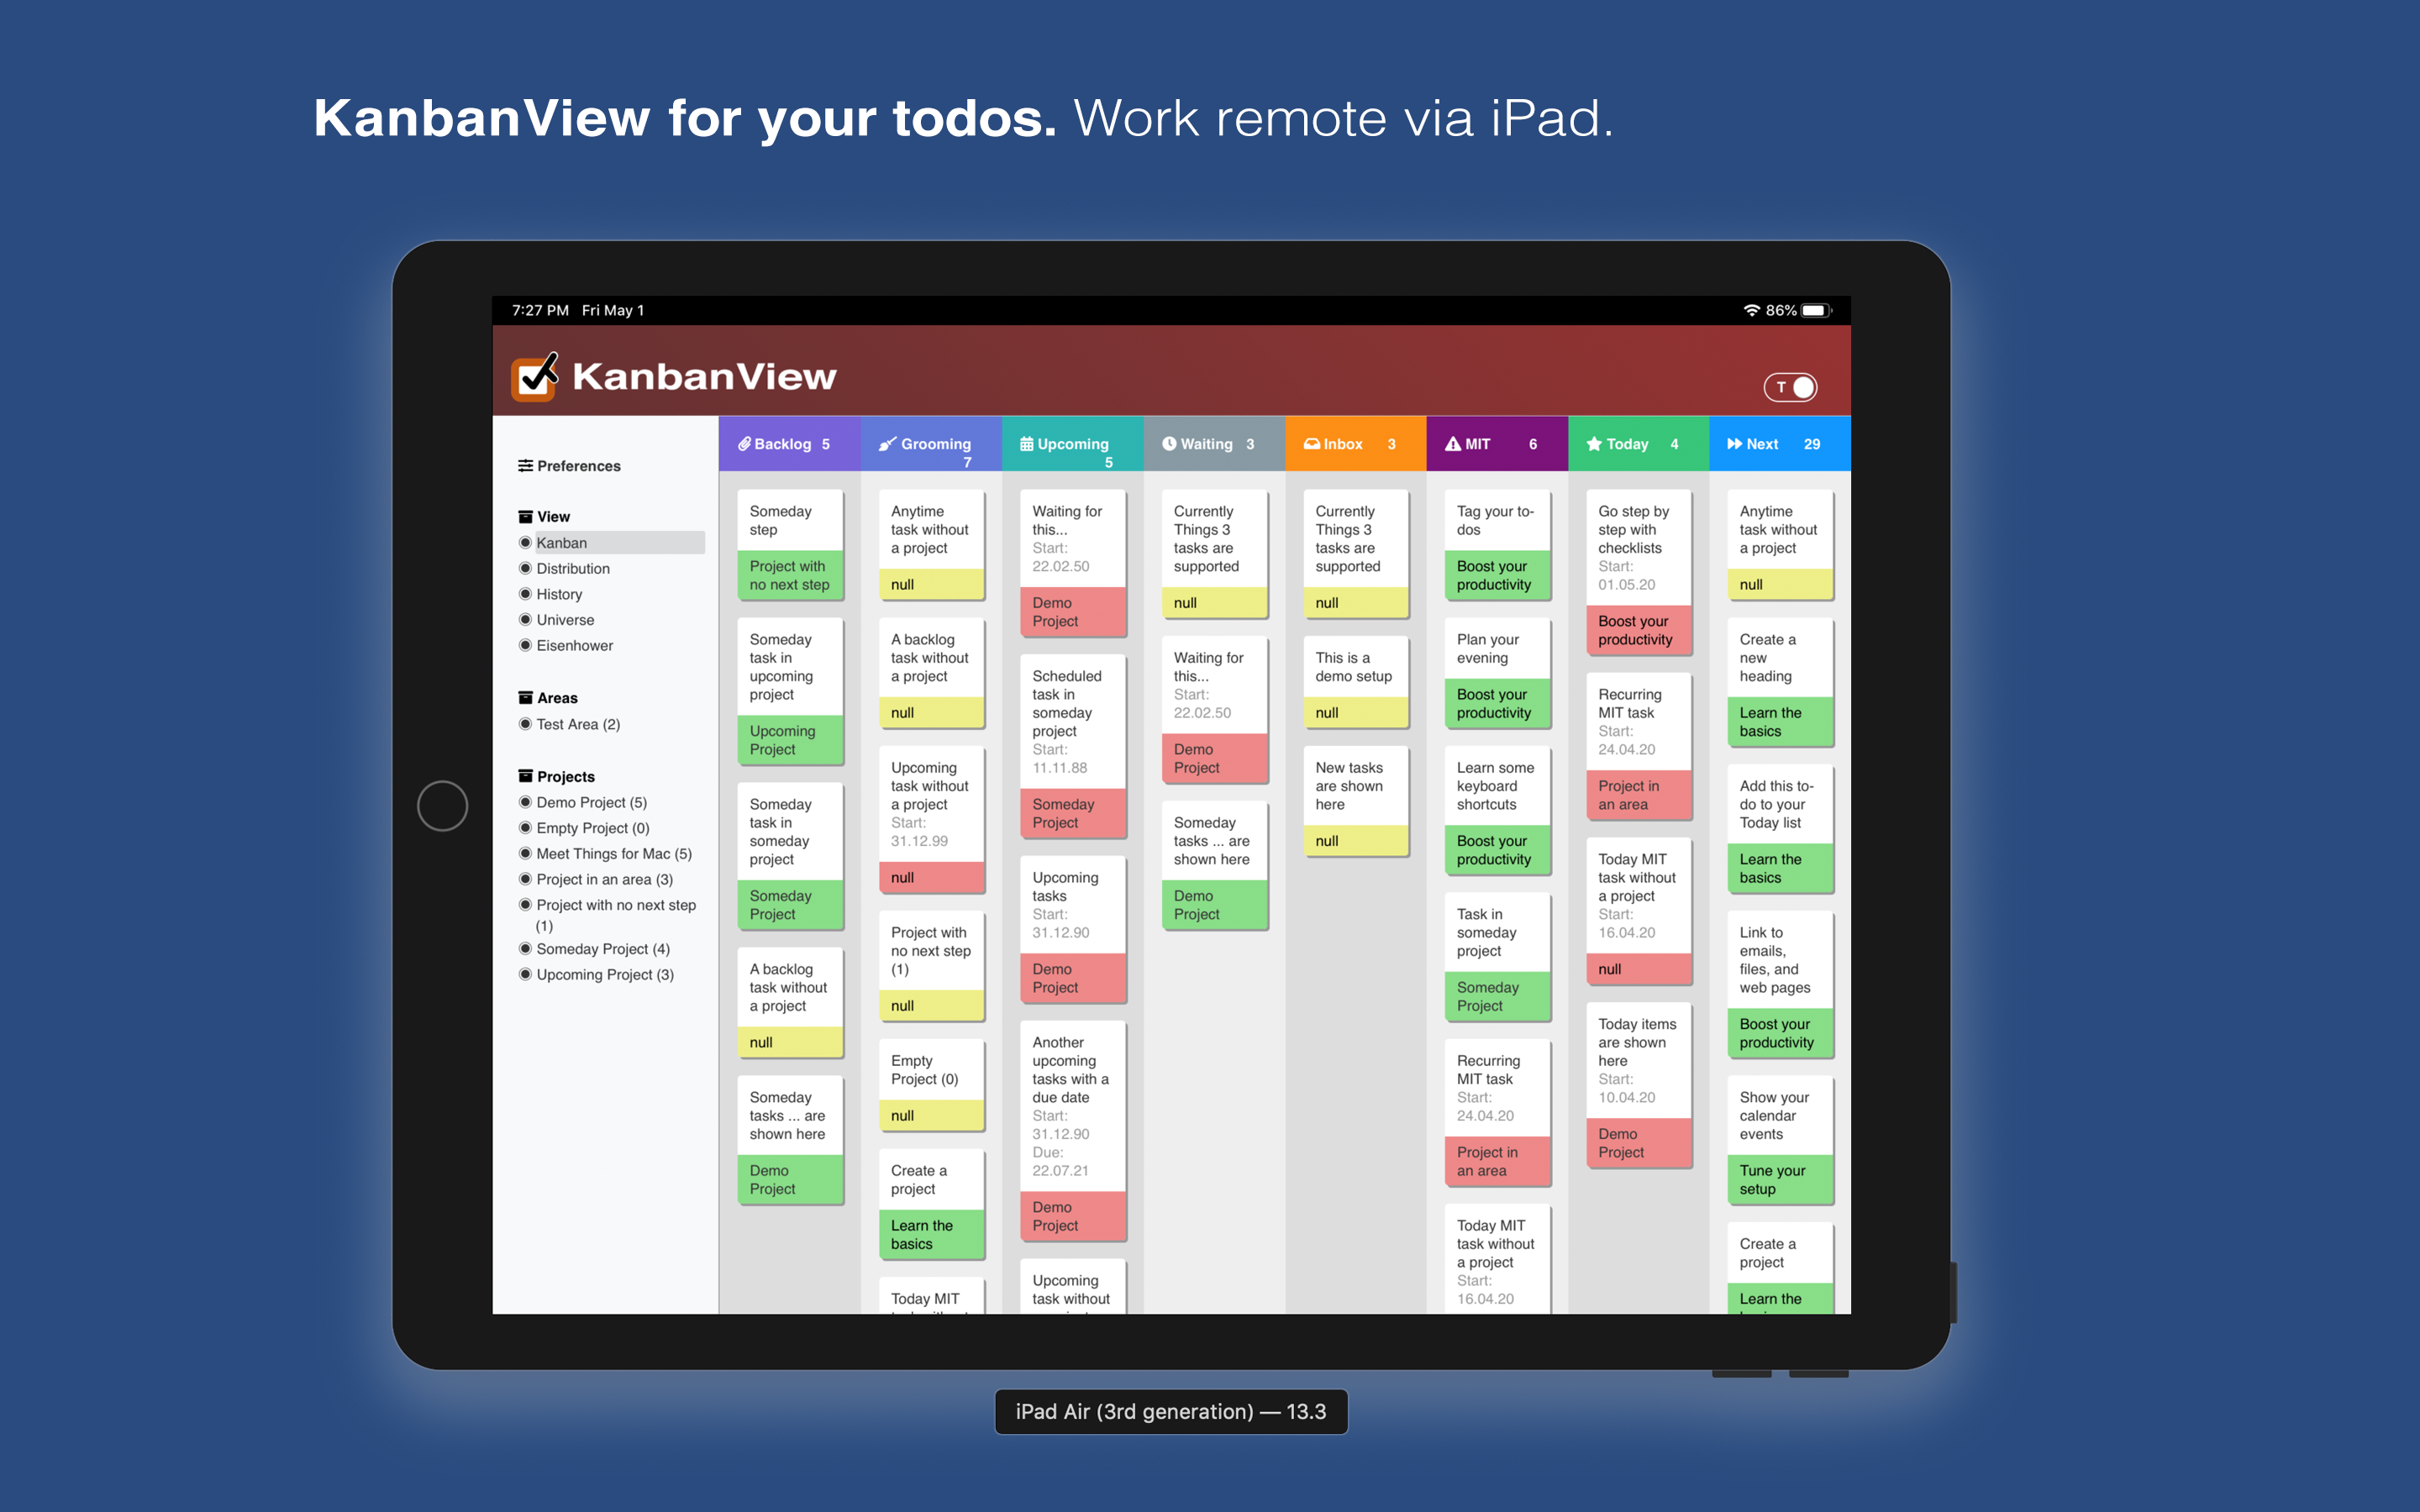 KanbanView for your todos. Work remote via iPad.
7:27 PM Fri May 1
86%
KanbanView
T
Preferences
View
Kanban
Distribution
History
Universe
Eisenhower
Areas
Test Area (2)
Projects
Demo Project (5)
Empty Project (0)
Meet Things for Mac (5)
Project in an area (3)
Project with no next step
(1)
Someday Project (4)
Upcoming Project (3)
Backlog 5
Someday
step
Project with
no next step
Someday
task in
upcoming
project
Upcoming
Project
Someday
task in
someday
project
Someday
Project
A backlog
task without
a project
null
Someday
tasks ... are
shown here
Demo
Project
Grooming
7
Anytime
task without
a project
null
A backlog
task without
a project
null
Upcoming
task without
a project
Start:
31.12.99
null
Project with
no next step
(1)
null
Empty
Project (0)
null
Create a
project
Learn the
basics
Today MIT
Upcoming
5
Waiting for
this...
Start:
22.02.50
Demo
Project
Scheduled
task in
someday
project
Start:
11.11.88
Someday
Project
Upcoming
tasks
Start:
31.12.90
Demo
Project
Another
upcoming
tasks with a
due date
Start:
31.12.90
Due:
22.07.21
Demo
Project
Upcoming
task without
Waiting 3
Currently
Things 3
tasks are
supported
null
Waiting for
this...
Start:
22.02.50
Demo
Project
Someday
tasks ... are
shown here
Demo
Project
Inbox 3
Currently
Things 3
tasks are
supported
null
This is a
demo setup
null
New tasks
are shown
here
null
MIT 6
Tag your to-
dos
Boost your
productivity
Plan your
evening
Boost your
productivity
Learn some
keyboard
shortcuts
Boost your
productivity
Task in
someday
project
Someday
Project
Recurring
MIT task
Start:
24.04.20
Project in
an area
Today MIT
task without
a project
Start:
16.04.20
Today 4
Go step by
step with
checklists
Start:
01.05.20
Boost your
productivity
Recurring
MIT task
Start:
24.04.20
Project in
an area
Today MIT
task without
a project
Start:
16.04.20
null
Today items
are shown
here
Start:
10.04.20
Demo
Project
Next 29
Anytime
task without
a project
null
Create a
new
heading
Learn the
basics
Add this to-
do to your
Today list
Learn the
basics
Link to
emails,
files, and
web pages
Boost your
productivity
Show your
calendar
events
Tune your
setup
Create a
project
Learn the
iPad Air (3rd generation) — 13.3